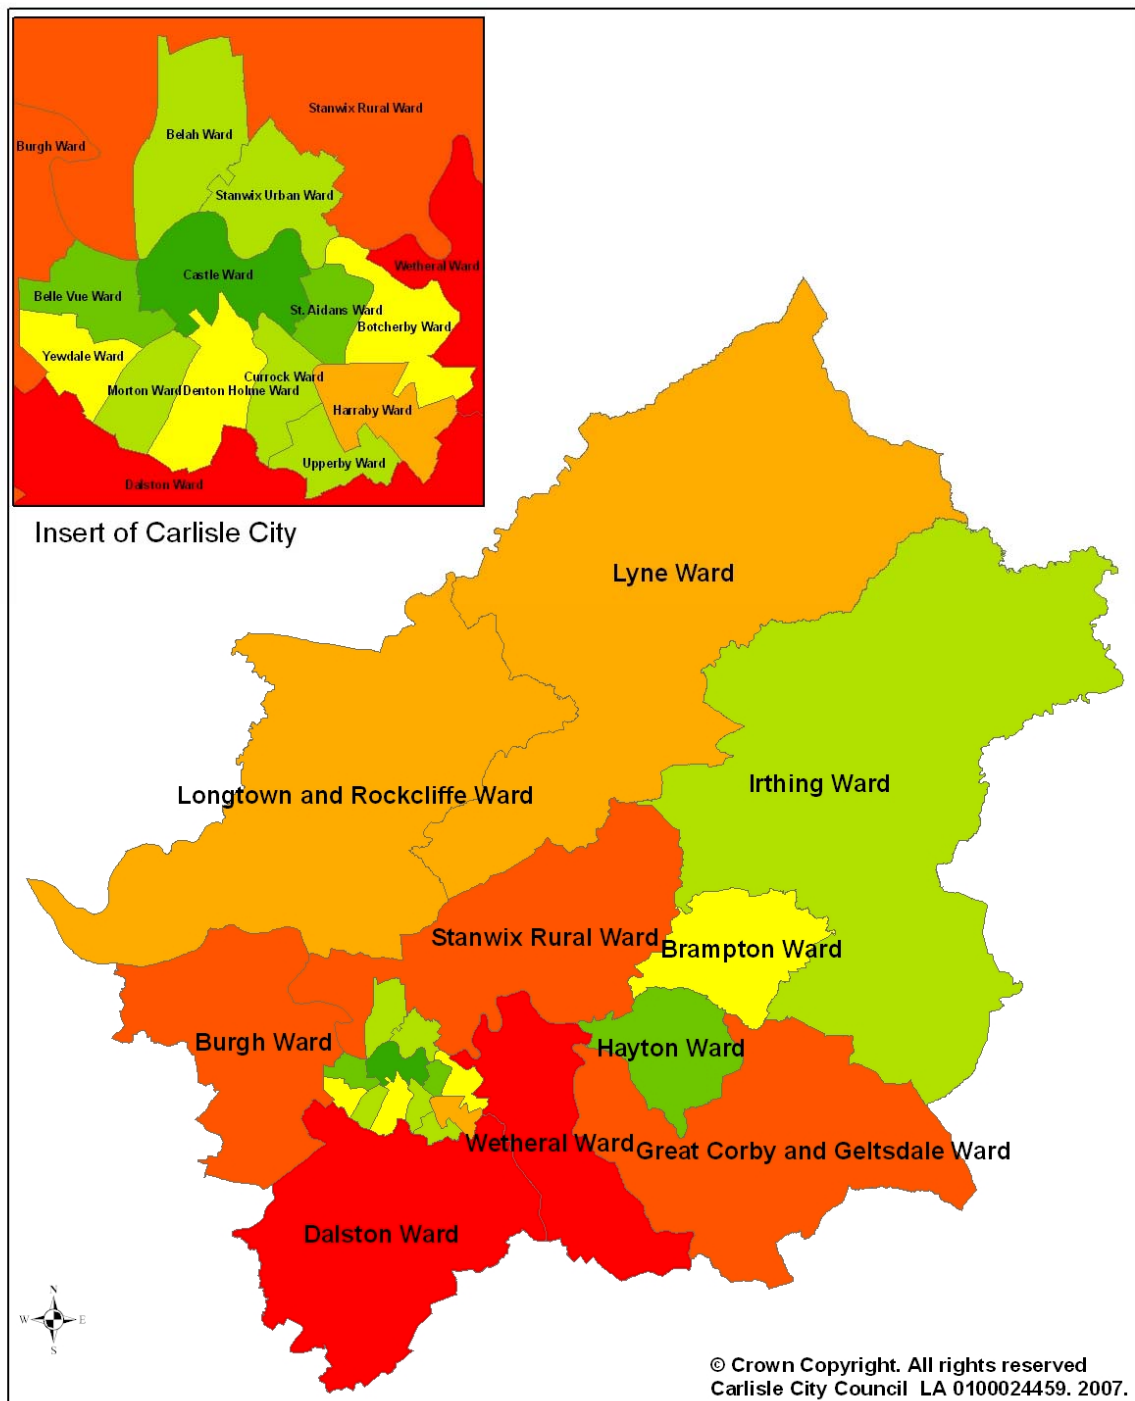 Stanwix Rural Ward
Belah Ward
Burgh Ward
Stanwix Urban Ward
Wetheral Ward
Castle Ward
Belle Vue Ward
St. Aidans Ward
Botcherby Ward
Yewdale Ward
Currock Ward
Morton Ward
Denton Holme Ward
Harraby Ward
Upperby Ward
Dalston Ward
Insert of Carlisle City
Lyne Ward
Irthing Ward
Longtown and Rockcliffe Ward
Stanwix Rural Ward
Brampton Ward
Burgh Ward
Hayton Ward
Wetheral Ward
Great Corby and Geltsdale Ward
Dalston Ward
N
W
E
S
© Crown Copyright. All rights reserved
Carlisle City Council LA 0100024459. 2007.